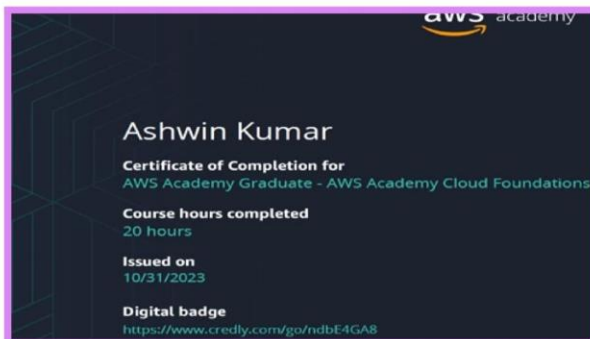 aws academy
Ashwin Kumar
Certificate of Completion for
AWS Academy Graduate - AWS Academy Cloud Foundations
Course hours completed
20 hours
Issued on
10/31/2023
Digital badge
https://www.credly.com/go/ndbE4GA8